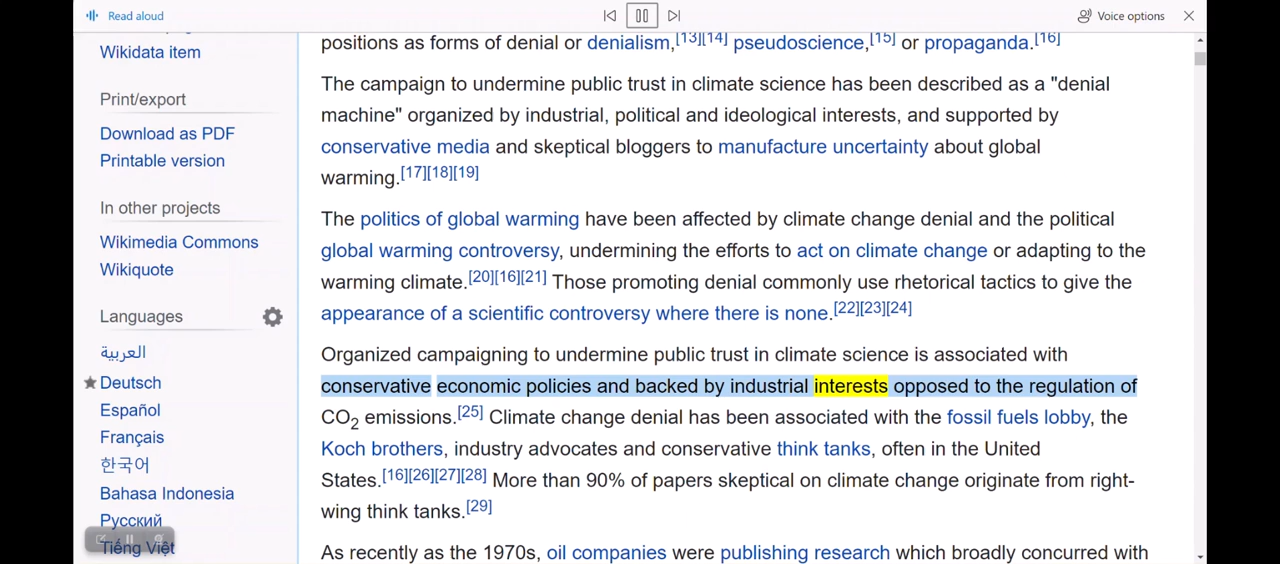 Read aloud
Voice options
Wikidata item
Print/export
Download as PDF
Printable version
In other projects
Wikimedia Commons
Wikiquote
Languages
العربية
Deutsch
Español
Français
한국어
Bahasa Indonesia
Русский
Tiếng Việt
positions as forms of denial or denialism,[13][14] pseudoscience,[15] or propaganda.[16]
The campaign to undermine public trust in climate science has been described as a "denial
machine" organized by industrial, political and ideological interests, and supported by
conservative media and skeptical bloggers to manufacture uncertainty about global
warming.[17][18][19]
The politics of global warming have been affected by climate change denial and the political
global warming controversy, undermining the efforts to act on climate change or adapting to the
warming climate.[20][16][21] Those promoting denial commonly use rhetorical tactics to give the
appearance of a scientific controversy where there is none.[22][23][24]
Organized campaigning to undermine public trust in climate science is associated with
conservative economic policies and backed by industrial interests opposed to the regulation of
CO2 emissions.[25] Climate change denial has been associated with the fossil fuels lobby, the
Koch brothers, industry advocates and conservative think tanks, often in the United
States.[16][26][27][28] More than 90% of papers skeptical on climate change originate from right-
wing think tanks.[29]
As recently as the 1970s, oil companies were publishing research which broadly concurred with